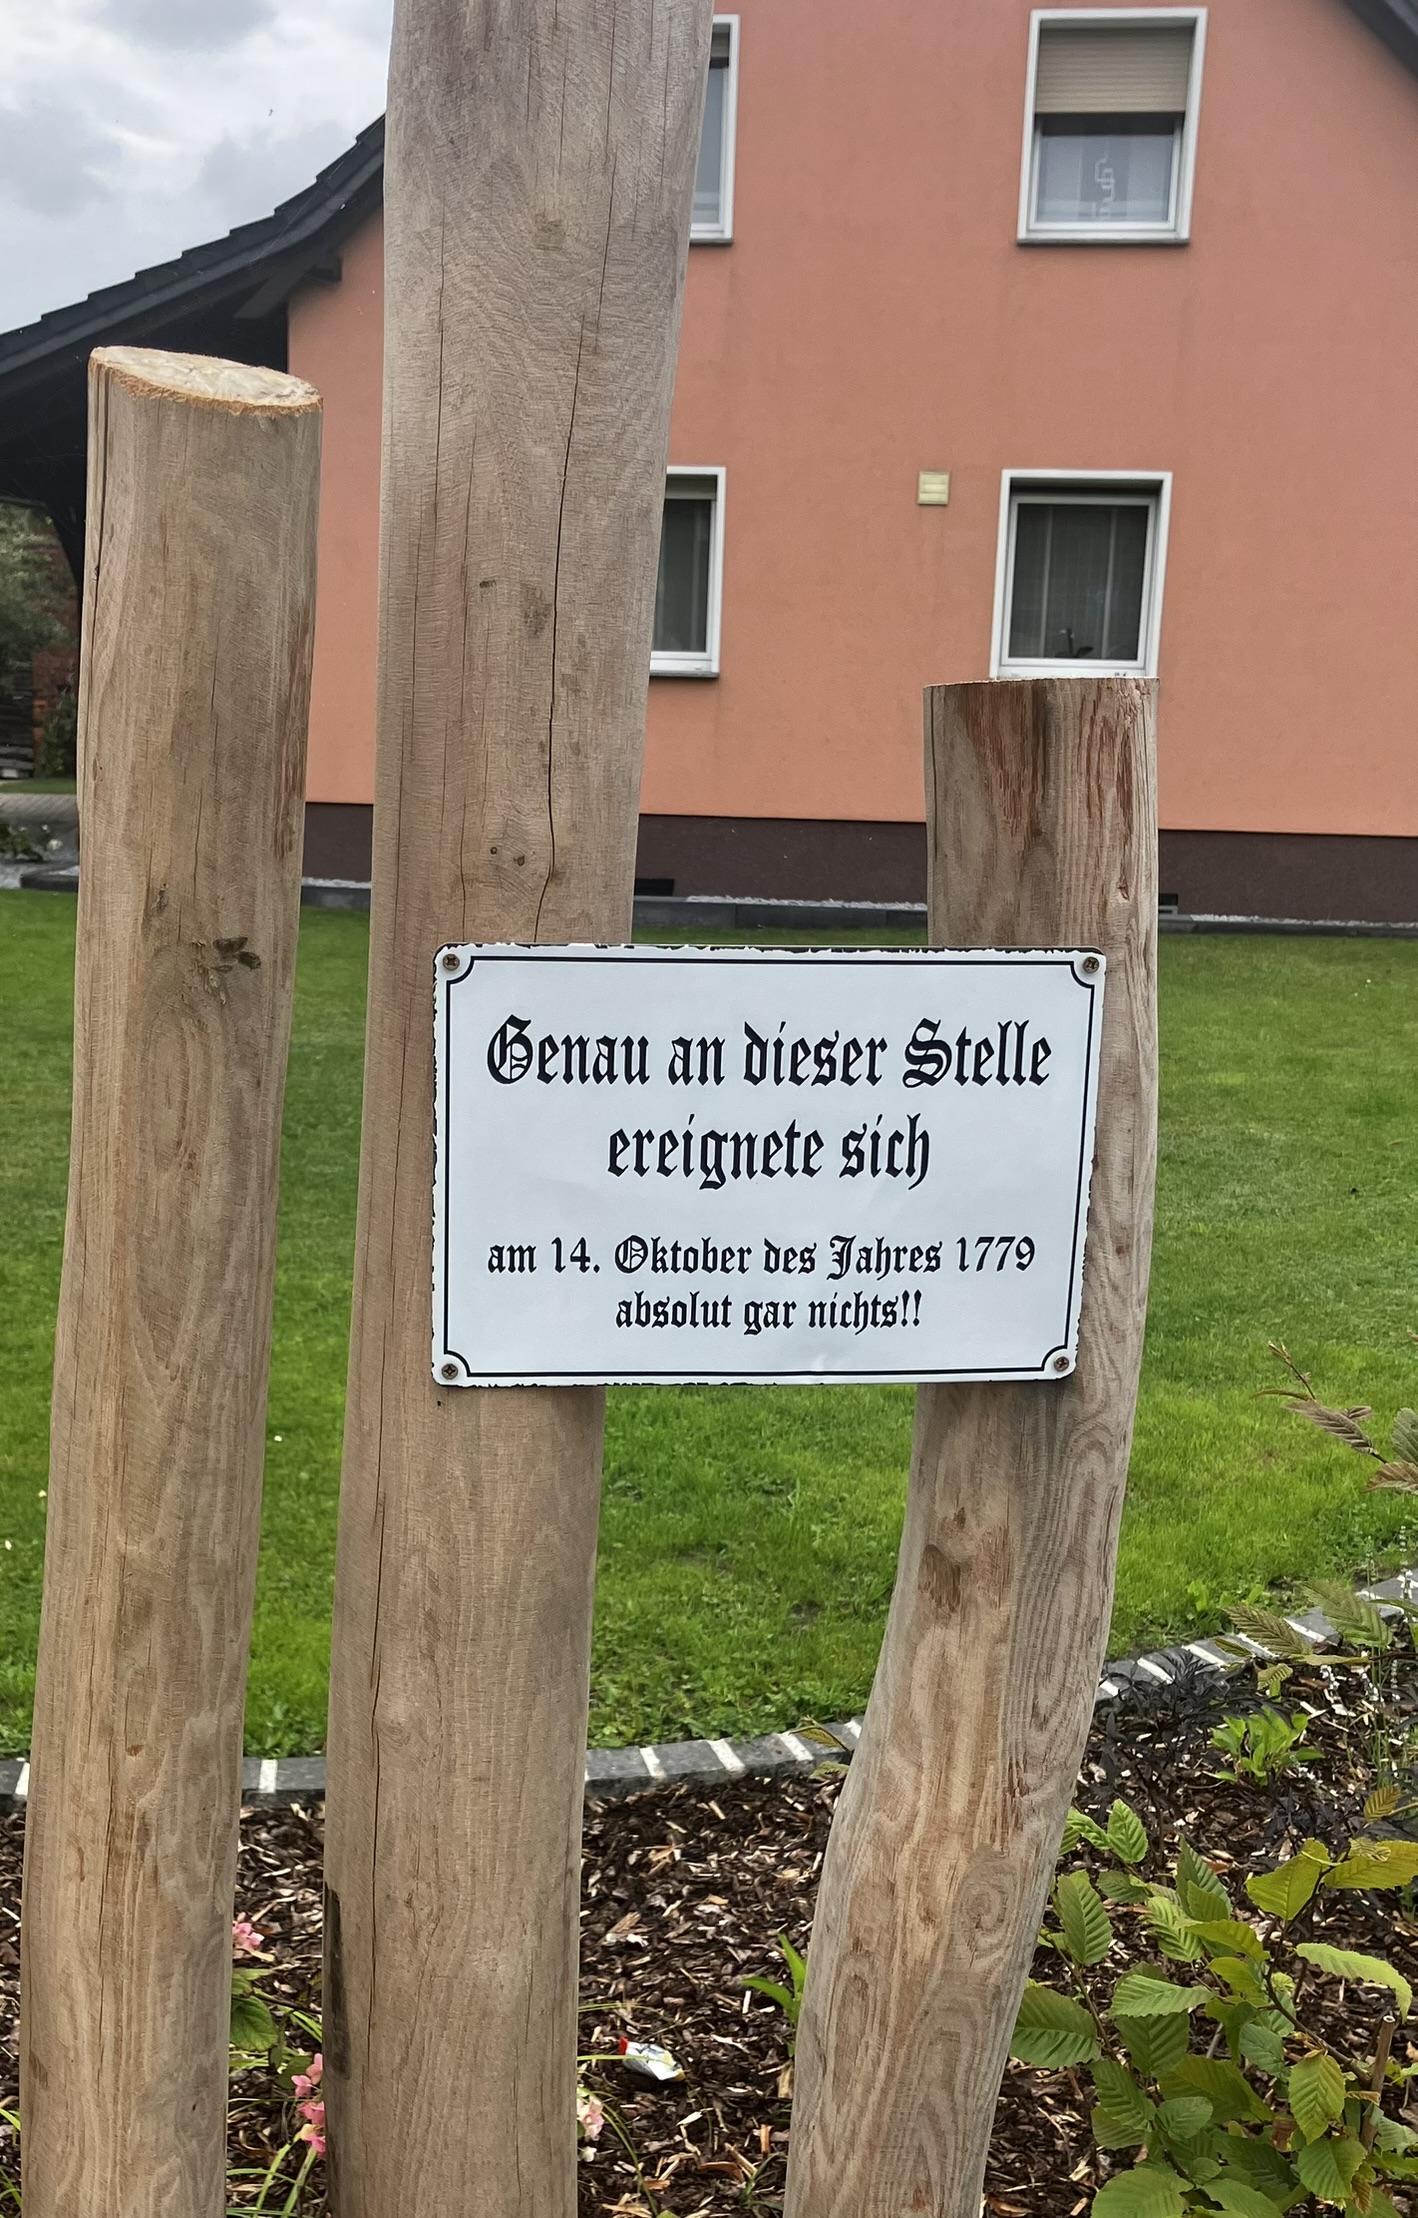 Genau an dieser Stelle
ereignete sich
am 14. Oktober des Jahres 1779
absolut gar nichts!!